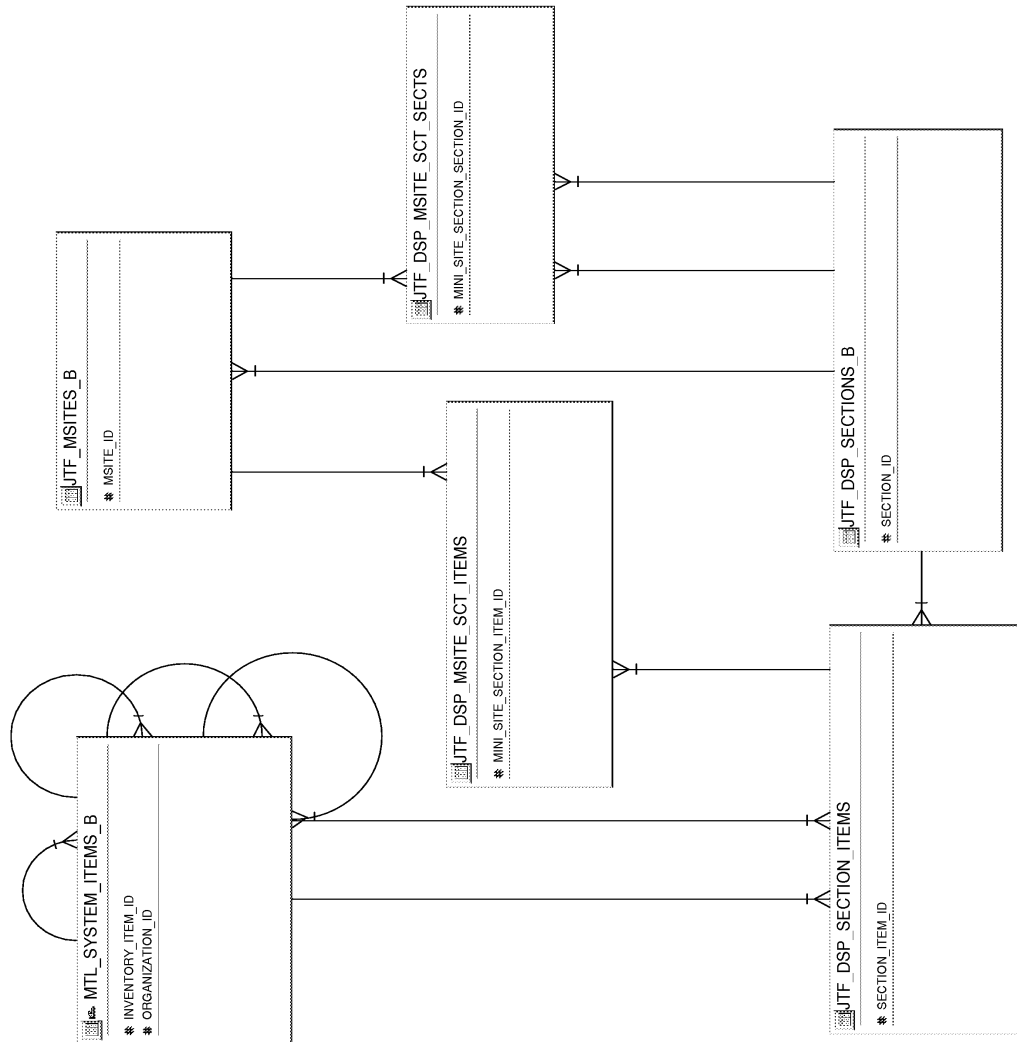 MTL_SYSTEM_ITEMS_B
# INVENTORY_ITEM_ID
# ORGANIZATION_ID
JTF_MSITES_B
# MSITE_ID
JTF_DSP_MSITE_SCT_SECTS
# MINI_SITE_SECTION_SECTION_ID
JTF_DSP_MSITE_SCT_ITEMS
# MINI_SITE_SECTION_ITEM_ID
JTF_DSP_SECTION_ITEMS
# SECTION_ITEM_ID
JTF_DSP_SECTIONS_B
# SECTION_ID